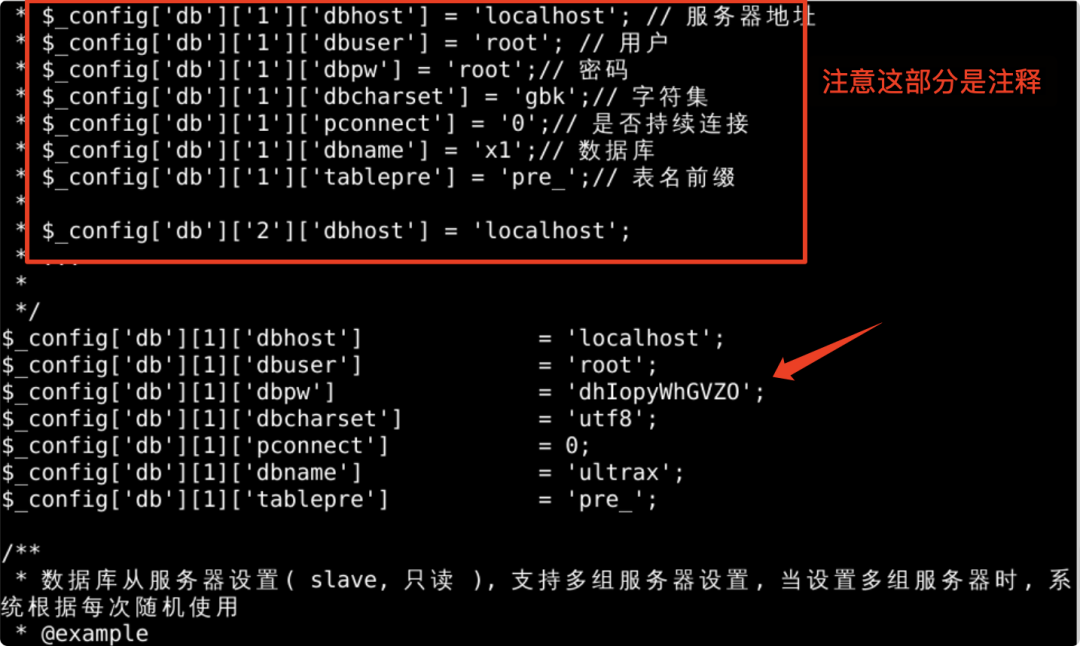 * $_config['db']['1']['dbhost'] = 'localhost'; // 服务器地址
* $_config['db']['1']['dbuser'] = 'root'; // 用户
* $_config['db']['1']['dbpw'] = 'root';// 密码
* $_config['db']['1']['dbcharset'] = 'gbk';// 字符集
* $_config['db']['1']['pconnect'] = '0';// 是否持续连接
* $_config['db']['1']['dbname'] = 'x1';// 数据库
* $_config['db']['1']['tablepre'] = 'pre_';// 表名前缀
*
* $_config['db']['2']['dbhost'] = 'localhost';
* ...
*
*/
注意这部分是注释
$_config['db'][1]['dbhost'] = 'localhost';
$_config['db'][1]['dbuser'] = 'root';
$_config['db'][1]['dbpw'] = 'dhIopyWhGVZO';
$_config['db'][1]['dbcharset'] = 'utf8';
$_config['db'][1]['pconnect'] = 0;
$_config['db'][1]['dbname'] = 'ultrax';
$_config['db'][1]['tablepre'] = 'pre_';
/**
* 数据库从服务器设置( slave, 只读 ), 支持多组服务器设置, 当设置多组服务器时, 系
统根据每次随机使用
* @example